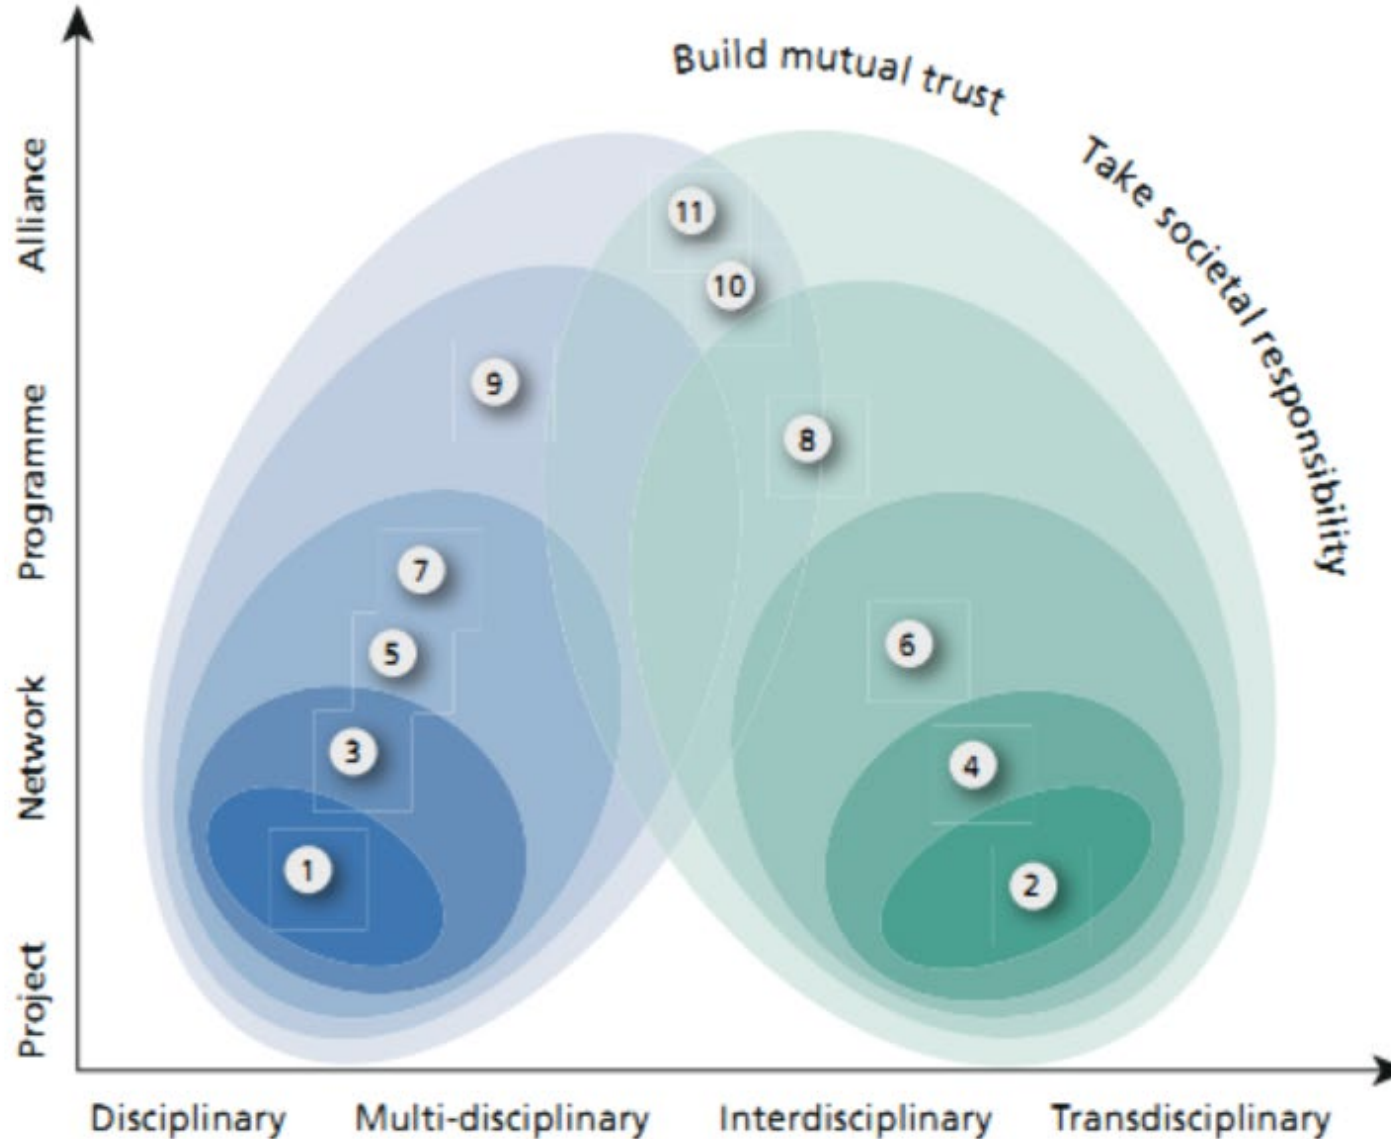 Build mutual trust
Take societal responsibility
Alliance
Programme
Network
Project
11
10
9
8
7
6
5
4
3
2
1
Disciplinary Multi-disciplinary Interdisciplinary Transdisciplinary